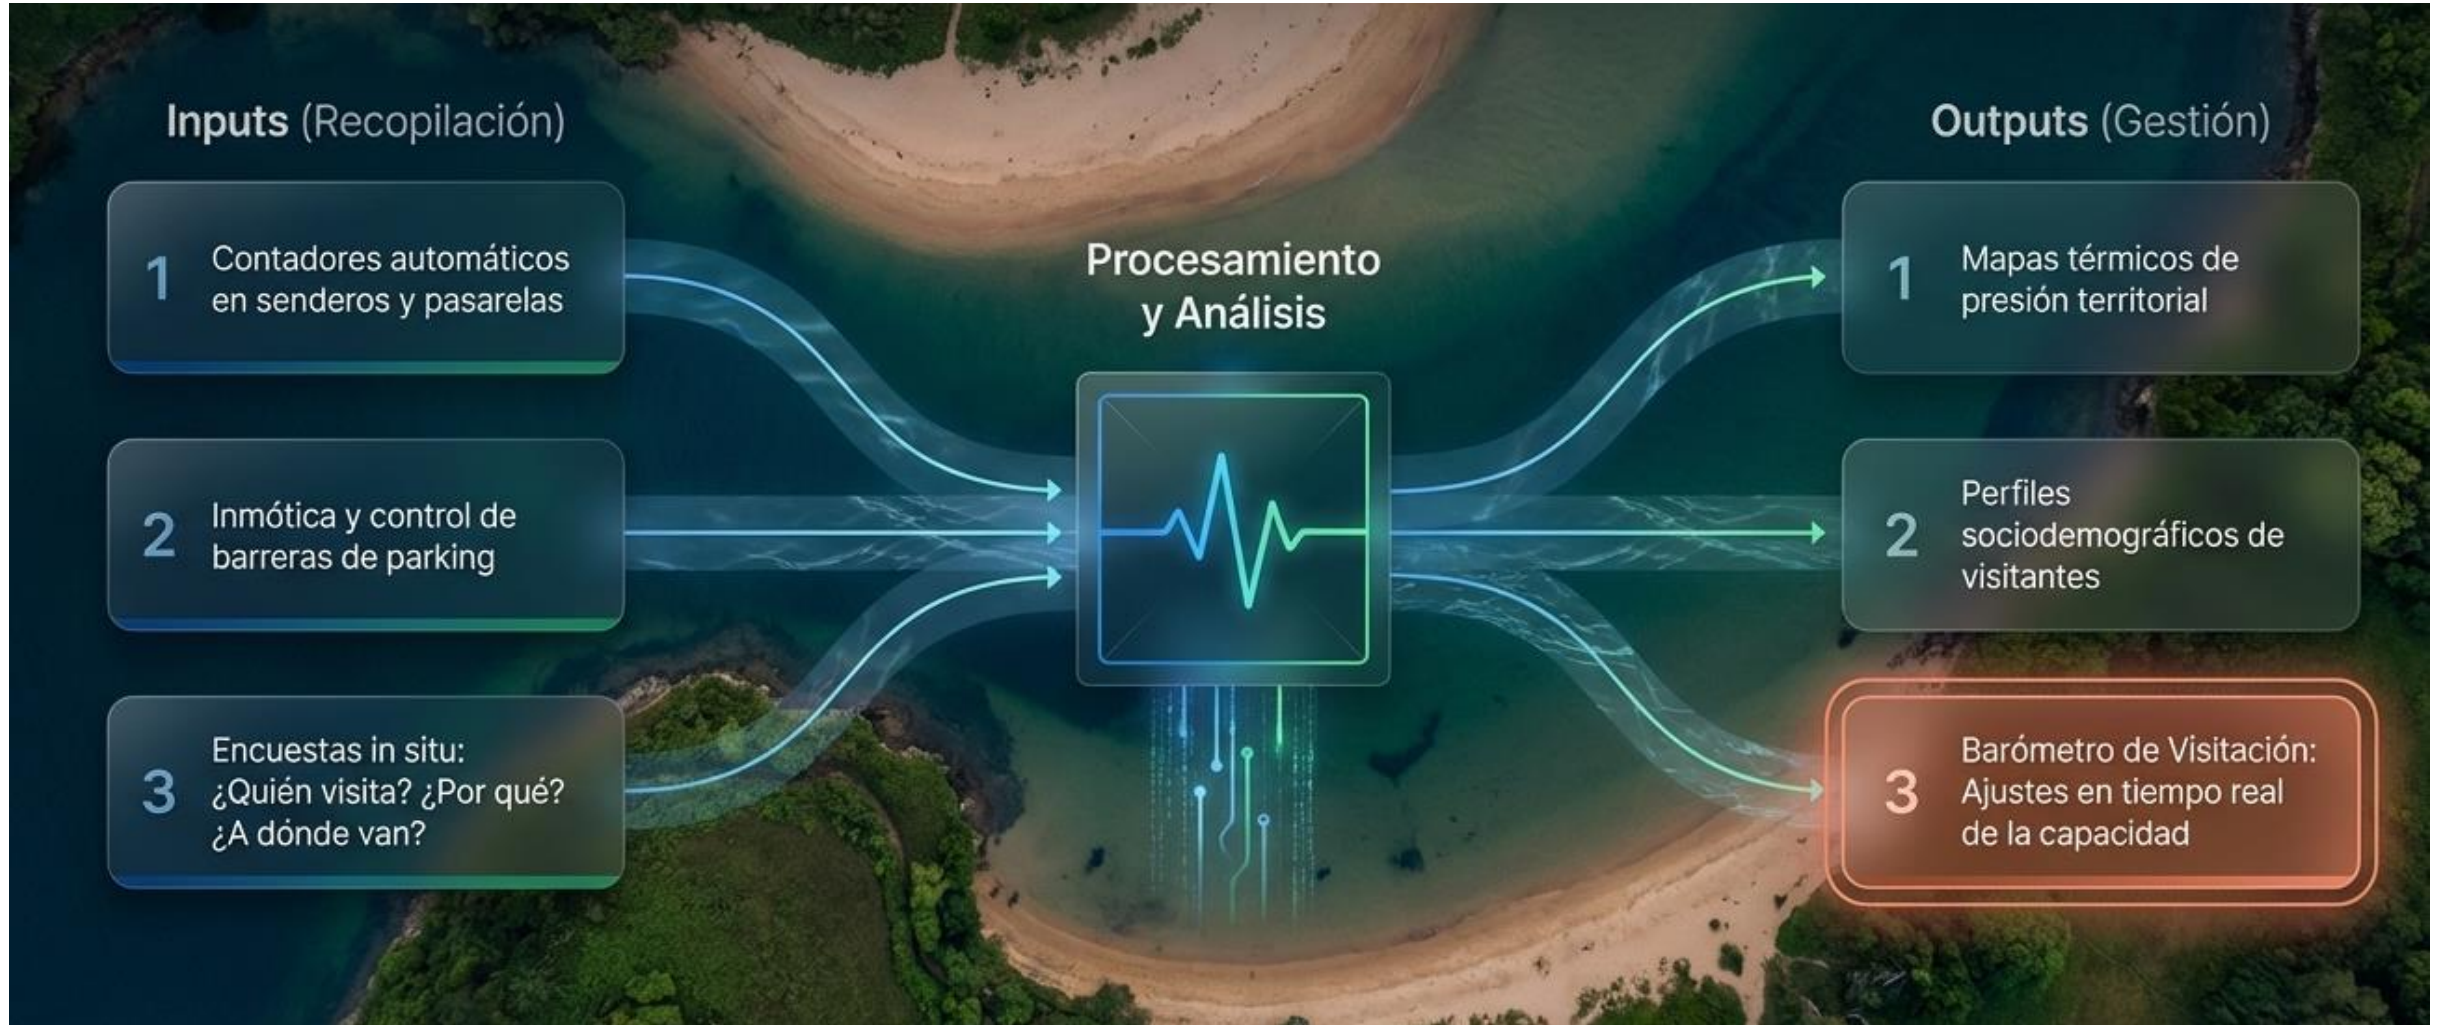 Inputs (Recopilación)
1
Contadores automáticos
en senderos y pasarelas
2
Inmótica y control de
barreras de parking
3
Encuestas in situ:
¿Quién visita? ¿Por qué?
¿A dónde van?
Procesamiento
y Análisis
Outputs (Gestión)
1
Mapas térmicos de
presión territorial
2
Perfiles
sociodemográficos de
visitantes
3
Barómetro de Visitación:
Ajustes en tiempo real
de la capacidad